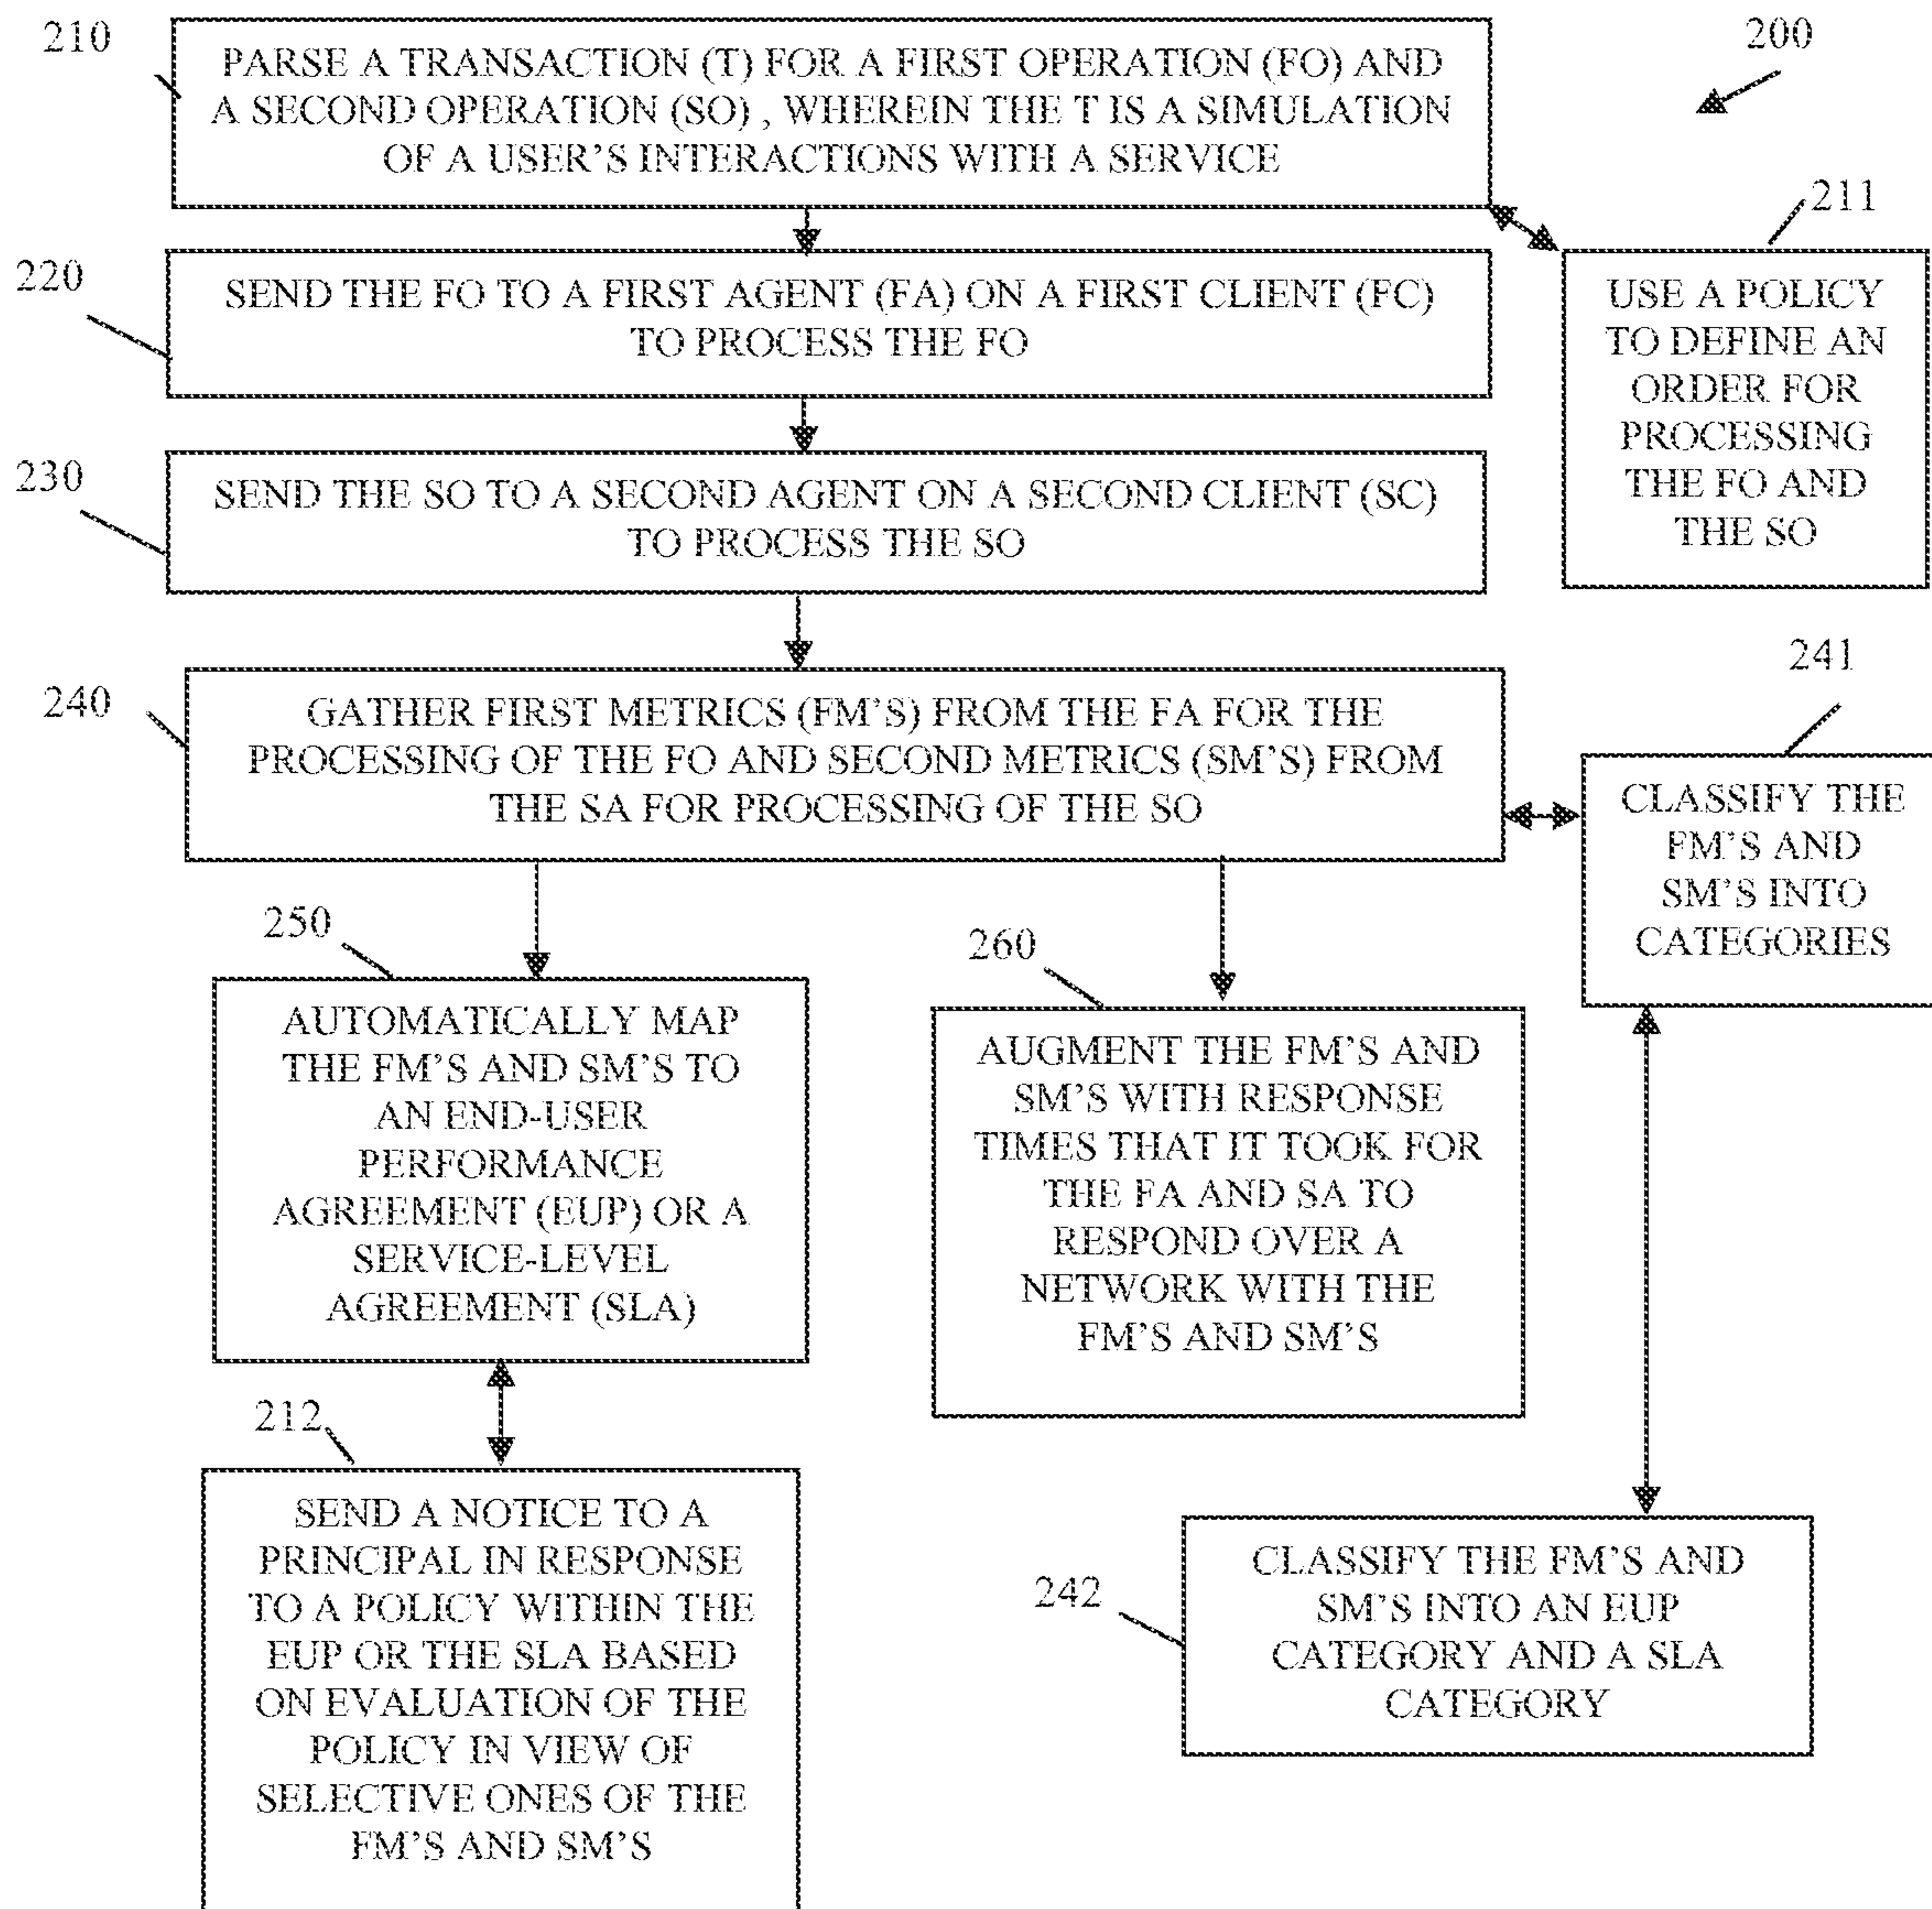 210
200
PARSE A TRANSACTION (T) FOR A FIRST OPERATION (FO) AND
A SECOND OPERATION (SO) , WHEREIN THE T IS A SIMULATION
OF A USER'S INTERACTIONS WITH A SERVICE
211
USE A POLICY
TO DEFINE AN
ORDER FOR
PROCESSING
THE FO AND
THE SO
220
SEND THE FO TO A FIRST AGENT (FA) ON A FIRST CLIENT (FC)
TO PROCESS THE FO
230
SEND THE SO TO A SECOND AGENT ON A SECOND CLIENT (SC)
TO PROCESS THE SO
240
GATHER FIRST METRICS (FM'S) FROM THE FA FOR THE
PROCESSING OF THE FO AND SECOND METRICS (SM'S) FROM
THE SA FOR PROCESSING OF THE SO
241
CLASSIFY THE
FM'S AND
SM'S INTO
CATEGORIES
250
AUTOMATICALLY MAP
THE FM'S AND SM'S TO
AN END-USER
PERFORMANCE
AGREEMENT (EUP) OR A
SERVICE-LEVEL
AGREEMENT (SLA)
260
AUGMENT THE FM'S AND
SM'S WITH RESPONSE
TIMES THAT IT TOOK FOR
THE FA AND SA TO
RESPOND OVER A
NETWORK WITH THE
FM'S AND SM'S
212
SEND A NOTICE TO A
PRINCIPAL IN RESPONSE
TO A POLICY WITHIN THE
EUP OR THE SLA BASED
ON EVALUATION OF THE
POLICY IN VIEW OF
SELECTIVE ONES OF THE
FM'S AND SM'S
242
CLASSIFY THE FM'S AND
SM'S INTO AN EUP
CATEGORY AND A SLA
CATEGORY